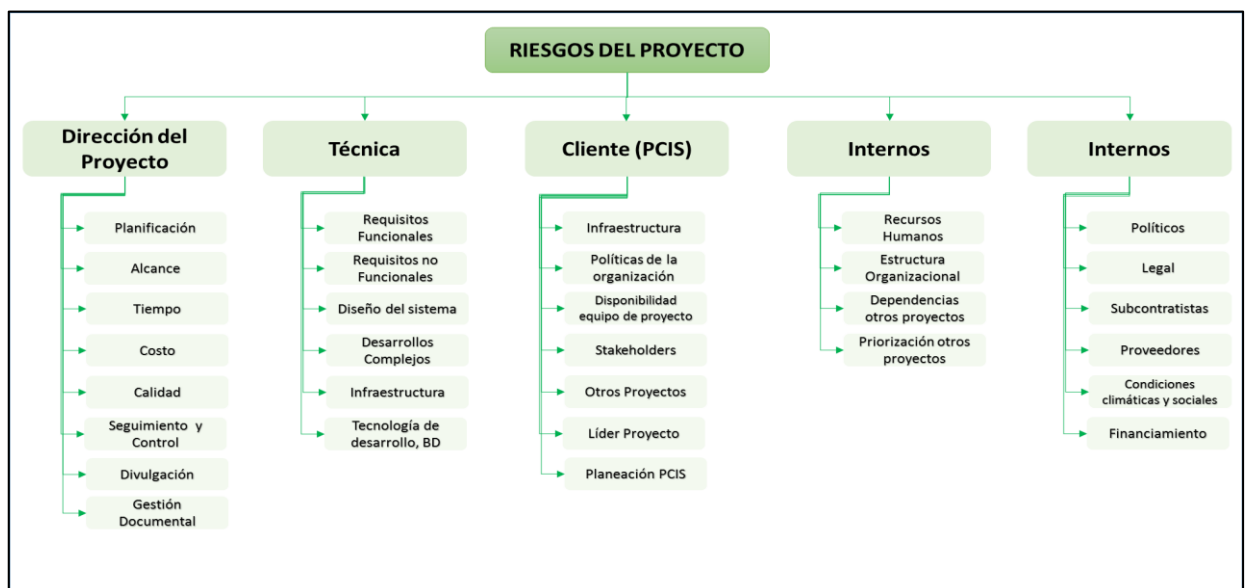 RIESGOS DEL PROYECTO
Dirección del
Proyecto
Planificación
Alcance
Tiempo
Costo
Calidad
Seguimiento y
Control
Divulgación
Gestión
Documental
Técnica
Requisitos
Funcionales
Requisitos no
Funcionales
Diseño del sistema
Desarrollos
Complejos
Infraestructura
Tecnología de
desarrollo, BD
Cliente (PCIS)
Infraestructura
Políticas de la
organización
Disponibilidad
equipo de proyecto
Stakeholders
Otros Proyectos
Líder Proyecto
Planeación PCIS
Internos
Recursos
Humanos
Estructura
Organizacional
Dependencias
otros proyectos
Priorización otros
proyectos
Internos
Políticos
Legal
Subcontratistas
Proveedores
Condiciones
climáticas y sociales
Financiamiento